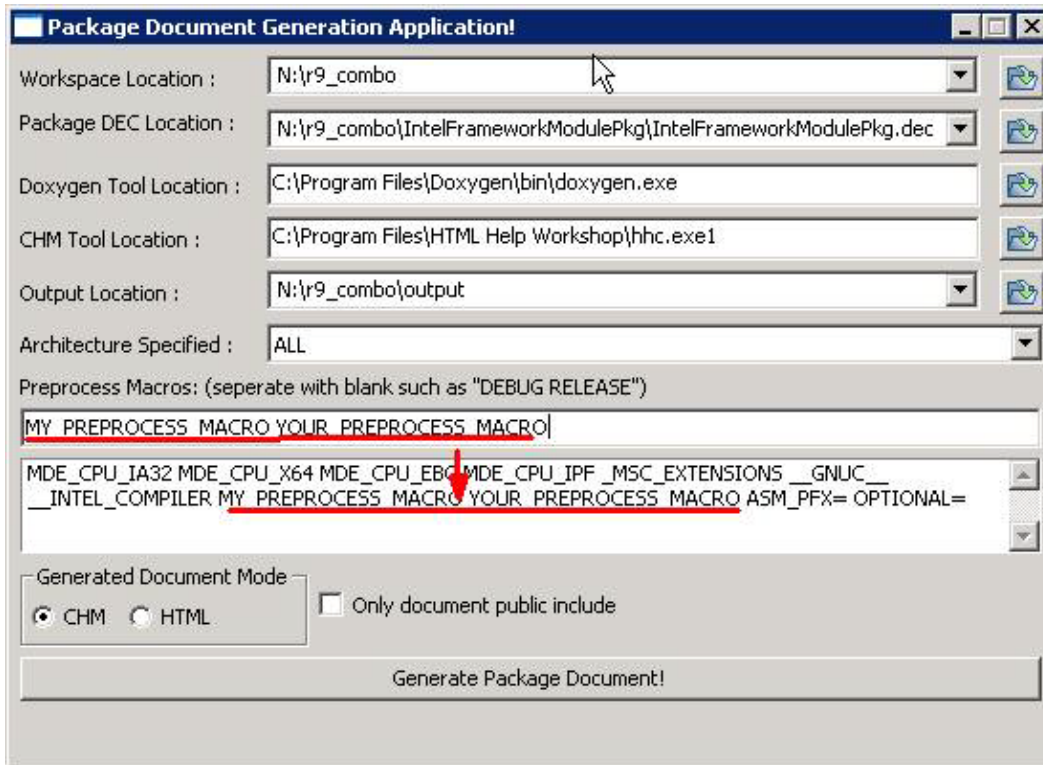 Package Document Generation Application!
Workspace Location : N:\r9_combo
Package DEC Location : N:\r9_combo\IntelFrameworkModulePkg\IntelFrameworkModulePkg.dec
Doxygen Tool Location : C:\Program Files\Doxygen\bin\doxygen.exe
CHM Tool Location : C:\Program Files\HTML Help Workshop\hhc.exe1
Output Location : N:\r9_combo\output
Architecture Specified : ALL
Preprocess Macros: (seperate with blank such as "DEBUG RELEASE")
MY_PREPROCESS_MACRO YOUR_PREPROCESS_MACRO
MDE_CPU_IA32 MDE_CPU_X64 MDE_CPU_EBC MDE_CPU_IPF _MSC_EXTENSIONS __GNUC__
__INTEL_COMPILER MY_PREPROCESS_MACRO YOUR_PREPROCESS_MACRO ASM_PFX= OPTIONAL=
Generated Document Mode
CHM HTML Only document public include
Generate Package Document!